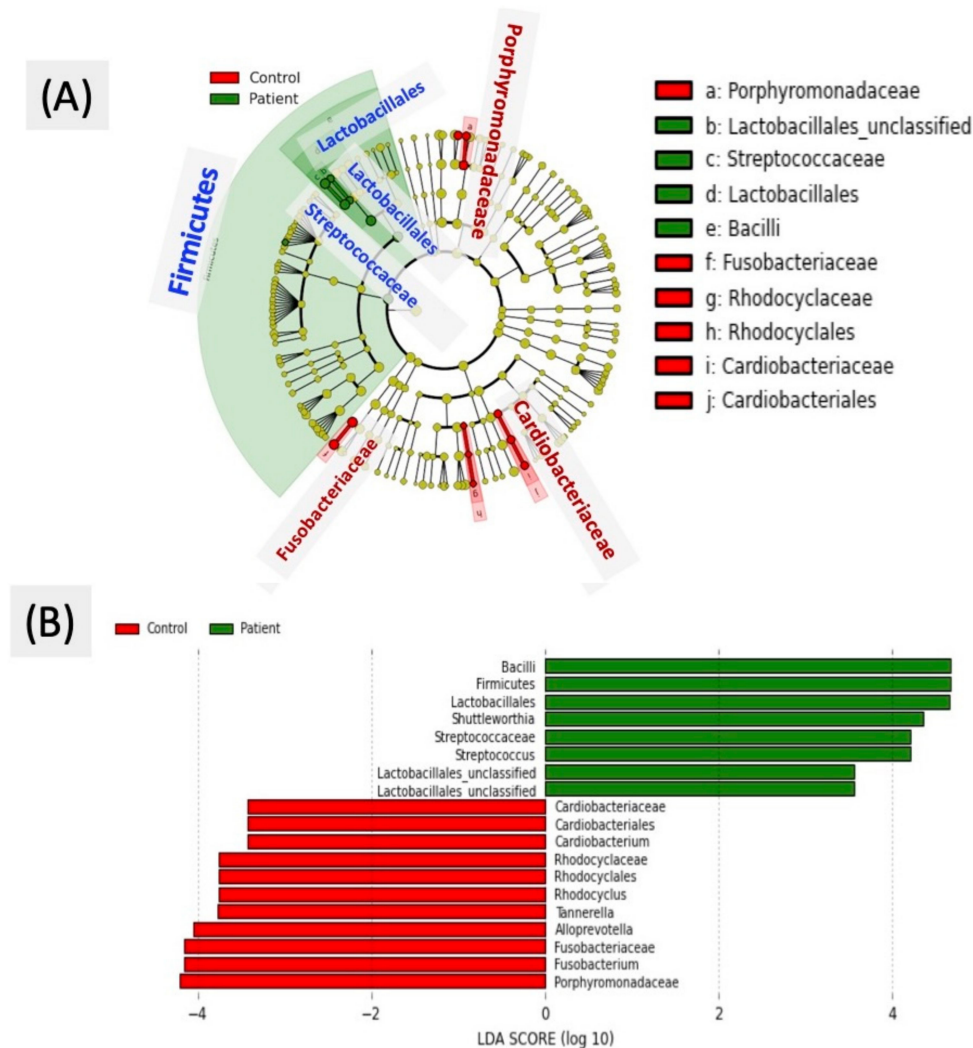 (A)
Control
Patient
Firmicutes
Lactobacillales
Lactobacillales
Streptococcaceae
Porphyromonadacease
Fusobacteriaceae
Cardiobacteriaceae
a
g
h
a: Porphyromonadaceae
b: Lactobacillales_unclassified
c: Streptococcaceae
d: Lactobacillales
e: Bacilli
f: Fusobacteriaceae
g: Rhodocyclaceae
h: Rhodocyclales
i: Cardiobacteriaceae
j: Cardiobacteriales
(B)
Control Patient
Bacilli
Firmicutes
Lactobacillales
Shuttleworthia
Streptococcaceae
Streptococcus
Lactobacillales_unclassified
Lactobacillales_unclassified
Cardiobacteriaceae
Cardiobacteriales
Cardiobacterium
Rhodocyclaceae
Rhodocyclales
Rhodocyclus
Tannerella
Alloprevotella
Fusobacteriaceae
Fusobacterium
Porphyromonadaceae
−4 −2 0 2 4
LDA SCORE (log 10)